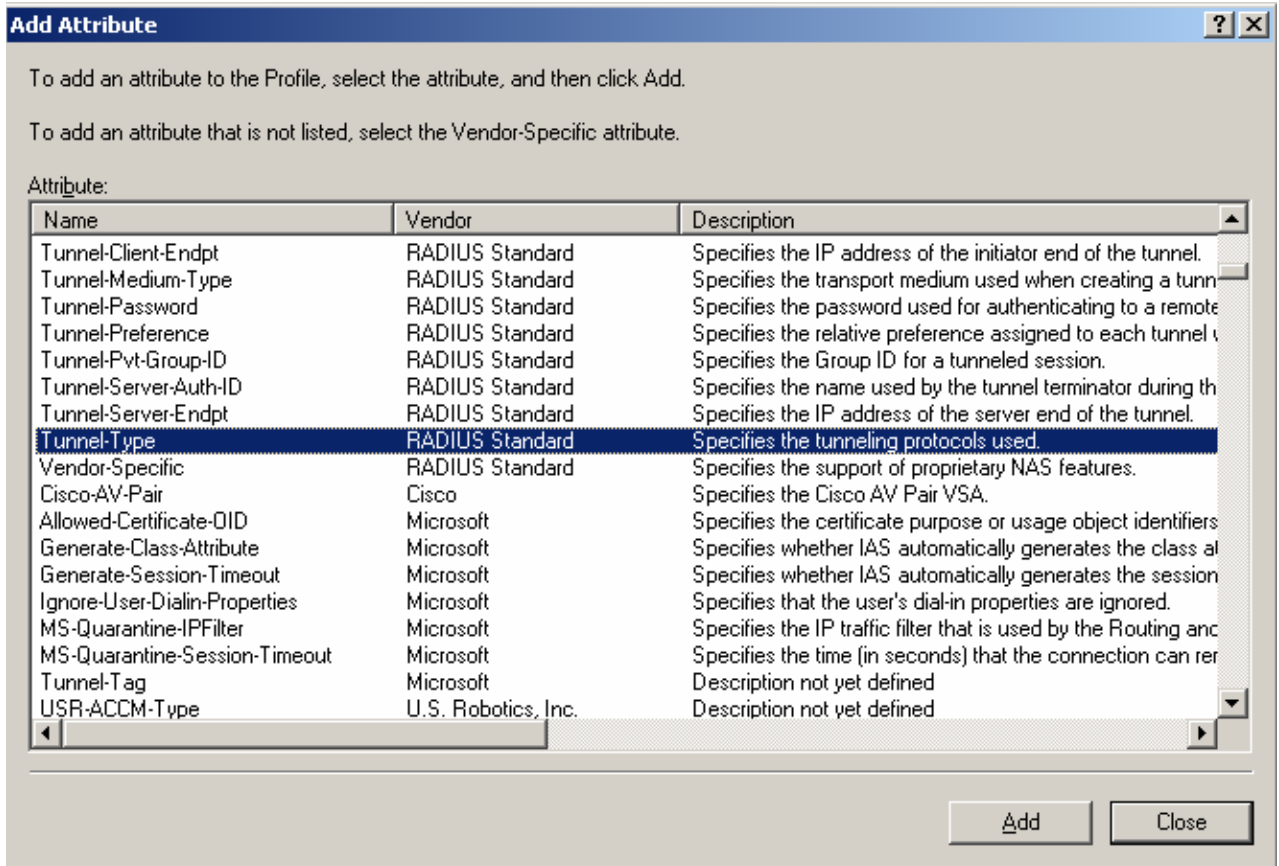 Add Attribute
To add an attribute to the Profile, select the attribute, and then click Add.
To add an attribute that is not listed, select the Vendor-Specific attribute.
Attribute:
Name Vendor Description
Tunnel-Client-Endpt RADIUS Standard Specifies the IP address of the initiator end of the tunnel.
Tunnel-Medium-Type RADIUS Standard Specifies the transport medium used when creating a tunn
Tunnel-Password RADIUS Standard Specifies the password used for authenticating to a remote
Tunnel-Preference RADIUS Standard Specifies the relative preference assigned to each tunnel
Tunnel-Pvt-Group-ID RADIUS Standard Specifies the Group ID for a tunneled session.
Tunnel-Server-Auth-ID RADIUS Standard Specifies the name used by the tunnel terminator during th
Tunnel-Server-Endpt RADIUS Standard Specifies the IP address of the server end of the tunnel.
Tunnel-Type RADIUS Standard Specifies the tunneling protocols used.
Vendor-Specific RADIUS Standard Specifies the support of proprietary NAS features.
Cisco-AV-Pair Cisco Specifies the Cisco AV Pair VSA.
Allowed-Certificate-OID Microsoft Specifies the certificate purpose or usage object identifiers
Generate-Class-Attribute Microsoft Specifies whether IAS automatically generates the class
Generate-Session-Timeout Microsoft Specifies whether IAS automatically generates the session
Ignore-User-Dialin-Properties Microsoft Specifies that the user's dial-in properties are ignored.
MS-Quarantine-IPFilter Microsoft Specifies the IP traffic filter that is used by the Routing and
MS-Quarantine-Session-Timeout Microsoft Specifies the time (in seconds) that the connection can
Tunnel-Tag Microsoft Description not yet defined
USR-ACCM-Type U.S. Robotics, Inc. Description not yet defined
Add Close